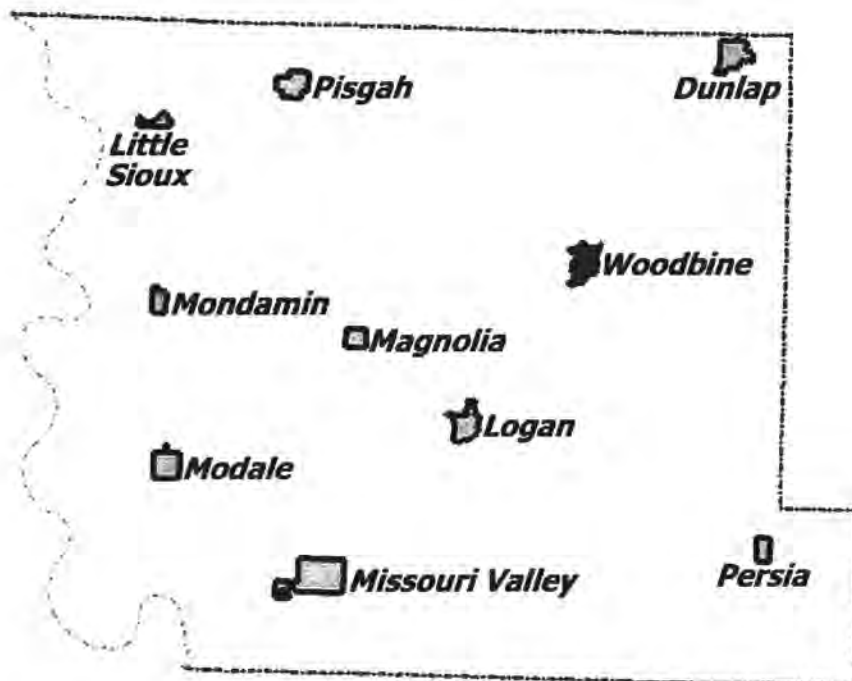 Pisgah
Dunlap
Little
Sioux
Woodbine
Mondamin
Magnolia
Logan
Modale
Missouri Valley
Persia